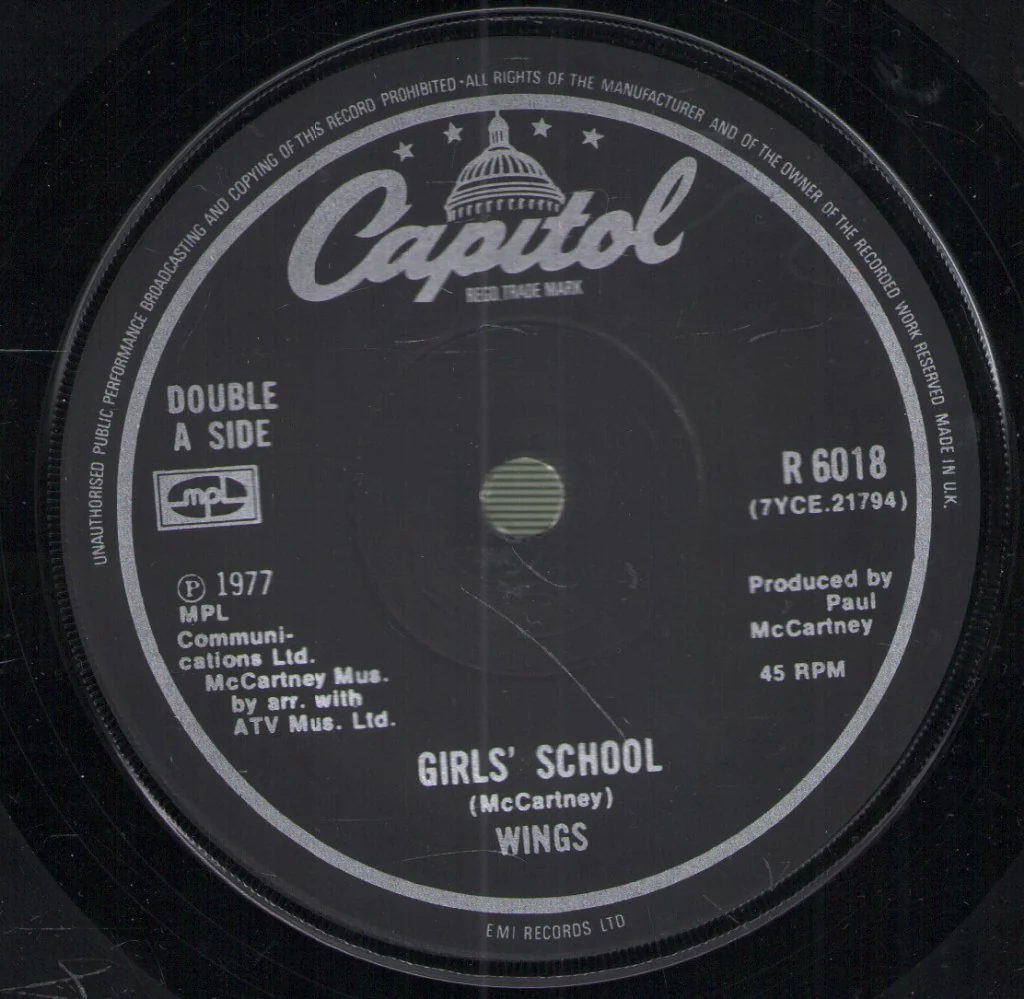 UNAUTHORISED PUBLIC PERFORMANCE BROADCASTING AND COPYING OF THIS RECORD PROHIBITED · ALL RIGHTS OF THE MANUFACTURER AND OF THE OWNER OF THE RECORDED WORK RESERVED MADE IN U.K.
Capitol
REGD. TRADE MARK
DOUBLE
A SIDE
mpl
R 6018
(7YCE.21794)
℗ 1977
MPL
Communi-
cations Ltd.
McCartney Mus.
by arr. with
ATV Mus. Ltd.
Produced by
Paul
McCartney
45 RPM
GIRLS' SCHOOL
(McCartney)
WINGS
EMI RECORDS LTD